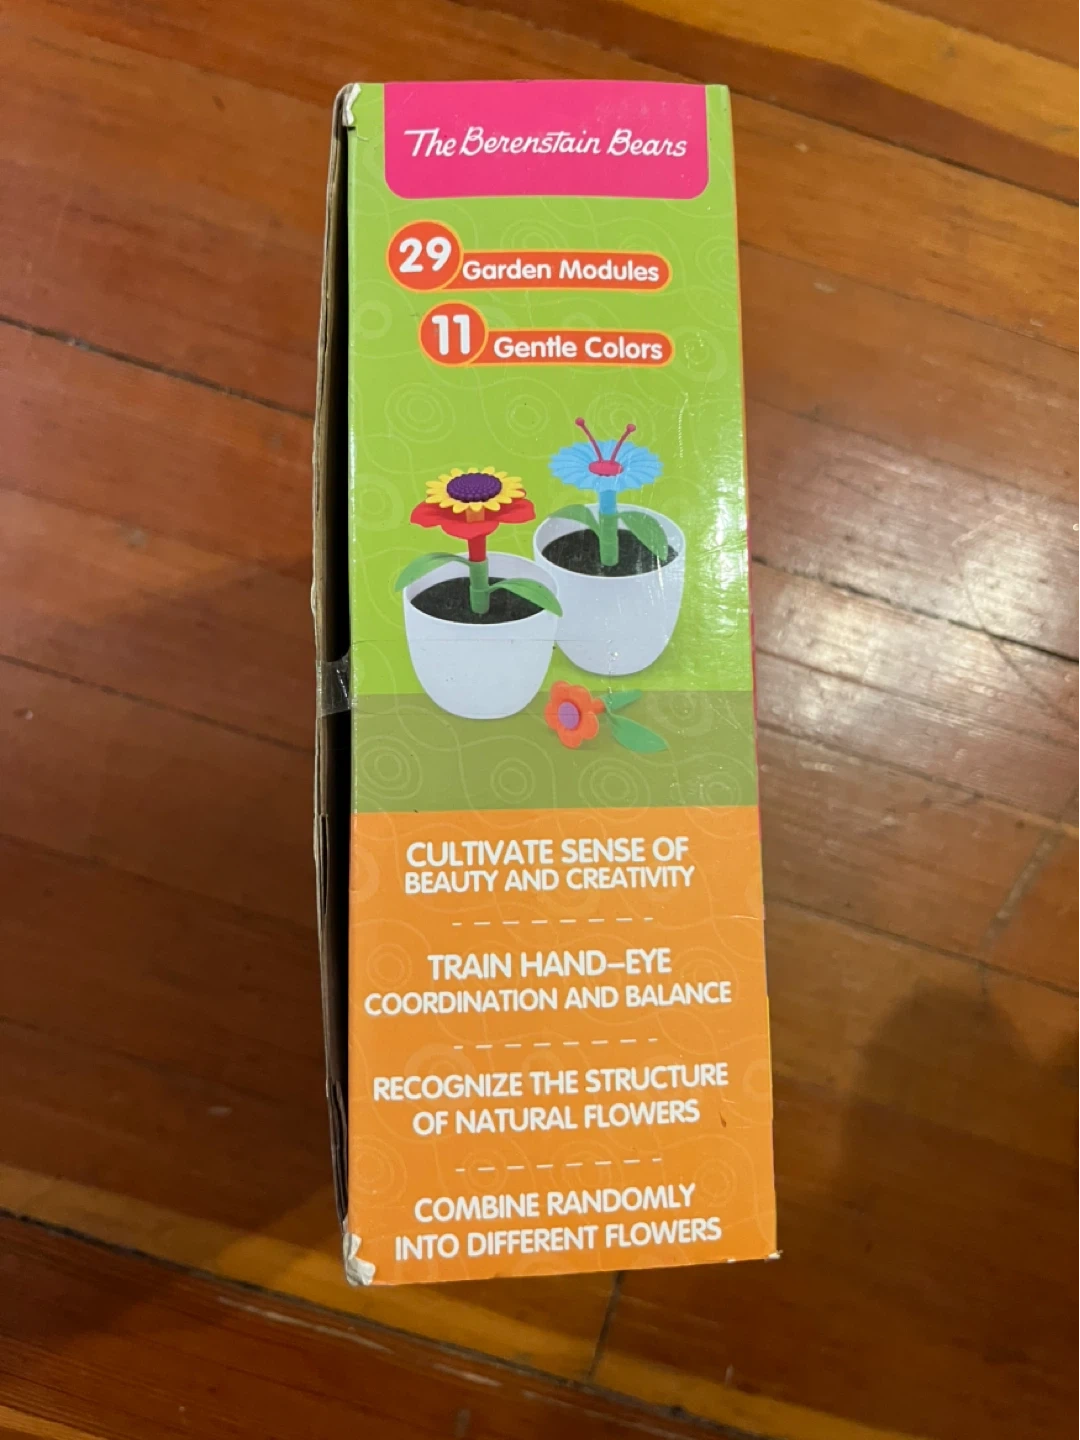 The Berenstain Bears
29 Garden Modules
11 Gentle Colors
CULTIVATE SENSE OF
BEAUTY AND CREATIVITY
TRAIN HAND-EYE
COORDINATION AND BALANCE
RECOGNIZE THE STRUCTURE
OF NATURAL FLOWERS
COMBINE RANDOMLY
INTO DIFFERENT FLOWERS